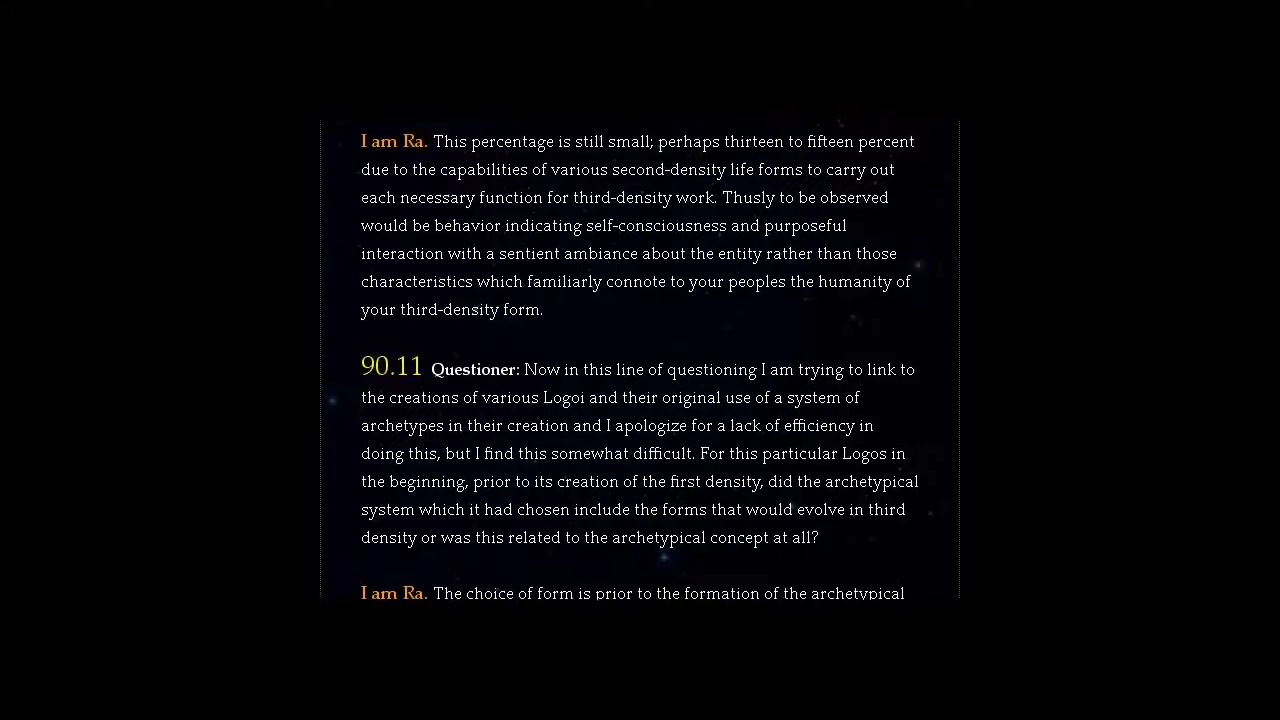 I am Ra. This percentage is still small; perhaps thirteen to fifteen percent
due to the capabilities of various second-density life forms to carry out
each necessary function for third-density work. Thusly to be observed
would be behavior indicating self-consciousness and purposeful
interaction with a sentient ambiance about the entity rather than those
characteristics which familiarly connote to your peoples the humanity of
your third-density form.
90.11 Questioner: Now in this line of questioning I am trying to link to
the creations of various Logoi and their original use of a system of
archetypes in their creation and I apologize for a lack of efficiency in
doing this, but I find this somewhat difficult. For this particular Logos in
the beginning, prior to its creation of the first density, did the archetypical
system which it had chosen include the forms that would evolve in third
density or was this related to the archetypical concept at all?
I am Ra. The choice of form is prior to the formation of the archetypical